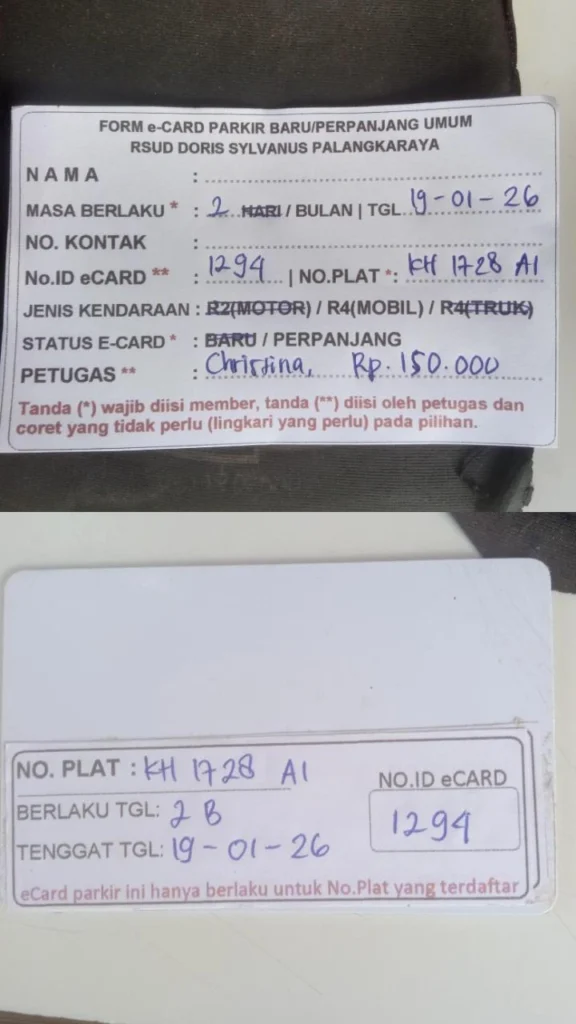 FORM e-CARD PARKIR BARU/PERPANJANG UMUM
RSUD DORIS SYLVANUS PALANGKARAYA
NAMA :
MASA BERLAKU * : 2 HARI / BULAN | TGL. 19-01-26
NO. KONTAK :
No.ID eCARD ** : 1294 | NO.PLAT *: KH 1728 AI
JENIS KENDARAAN : R2(MOTOR) / R4(MOBIL) / R4(TRUK)
STATUS E-CARD * : BARU / PERPANJANG
PETUGAS ** : Christina, Rp. 150.000
Tanda (*) wajib diisi member, tanda (**) diisi oleh petugas dan
coret yang tidak perlu (lingkari yang perlu) pada pilihan.
NO. PLAT : KH 1728 AI
NO.ID eCARD
BERLAKU TGL: 2 B
1294
TENGGAT TGL: 19-01-26
eCard parkir ini hanya berlaku untuk No.Plat yang terdaftar